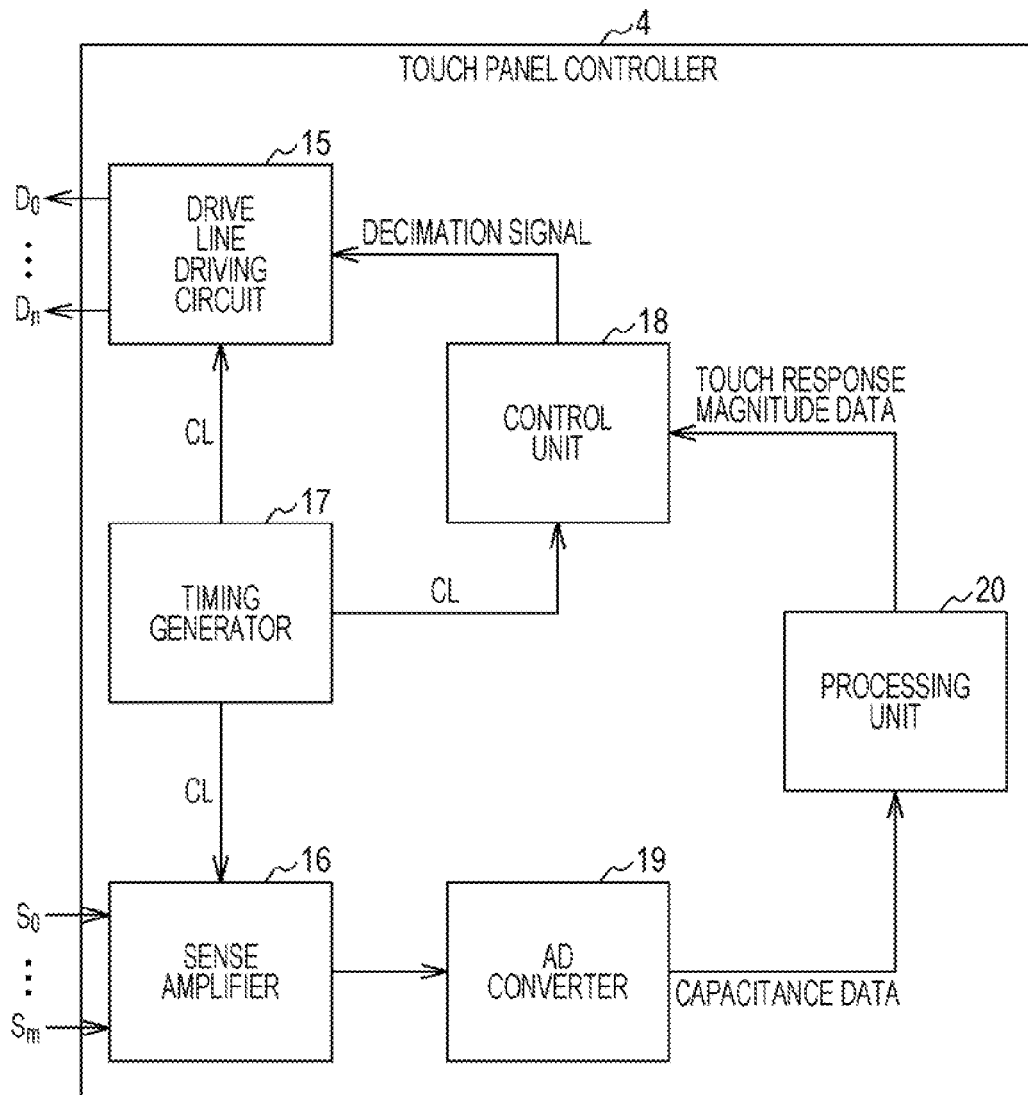 4
TOUCH PANEL CONTROLLER
15
D0
DRIVE
LINE
DRIVING
CIRCUIT
Dn
DECIMATION SIGNAL
18
CONTROL
UNIT
TOUCH RESPONSE
MAGNITUDE DATA
CL
17
TIMING
GENERATOR
CL
20
PROCESSING
UNIT
CL
16
S0
SENSE
AMPLIFIER
Sm
19
AD
CONVERTER
CAPACITANCE DATA